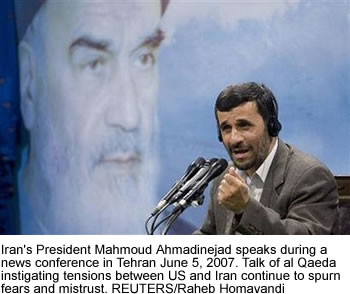 Iran's President Mahmoud Ahmadinejad speaks during a
news conference in Tehran June 5, 2007. Talk of al Qaeda
instigating tensions between US and Iran continue to spurn
fears and mistrust. REUTERS/Raheb Homavandi